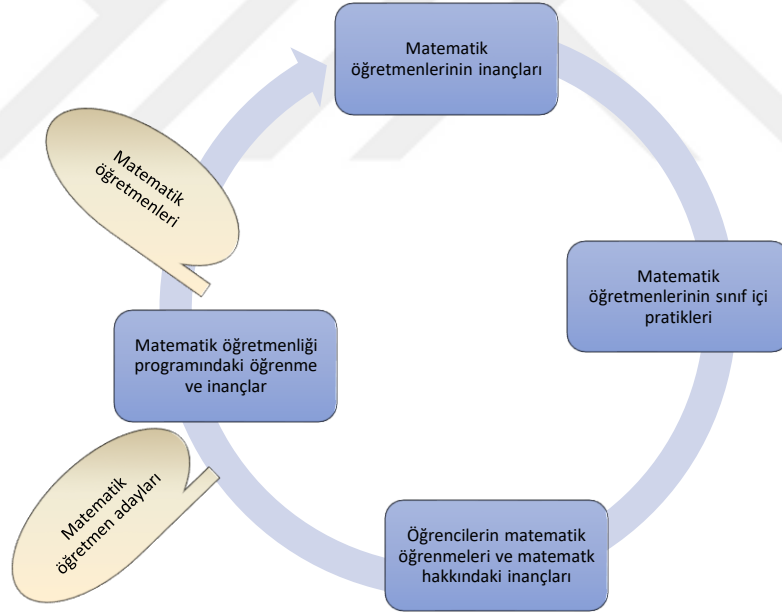 Matematik
öğretmenlerinin inançları
Matematik
öğretmenleri
Matematik
öğretmenlerinin sınıf içi
pratikleri
Matematik öğretmenliği
programındaki öğrenme
ve inançlar
Matematik
öğretmen adayları
Öğrencilerin matematik
öğrenmeleri ve matematk
hakkındaki inançları